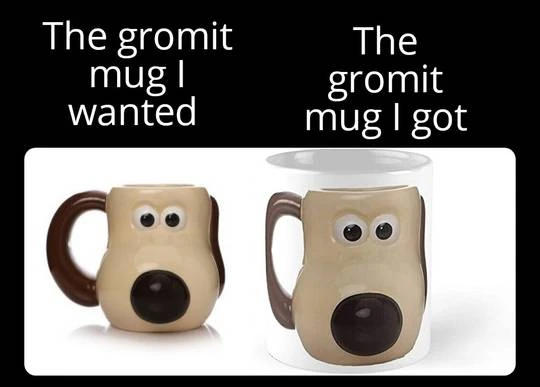 The gromit
mug I
wanted
The
gromit
mug I got